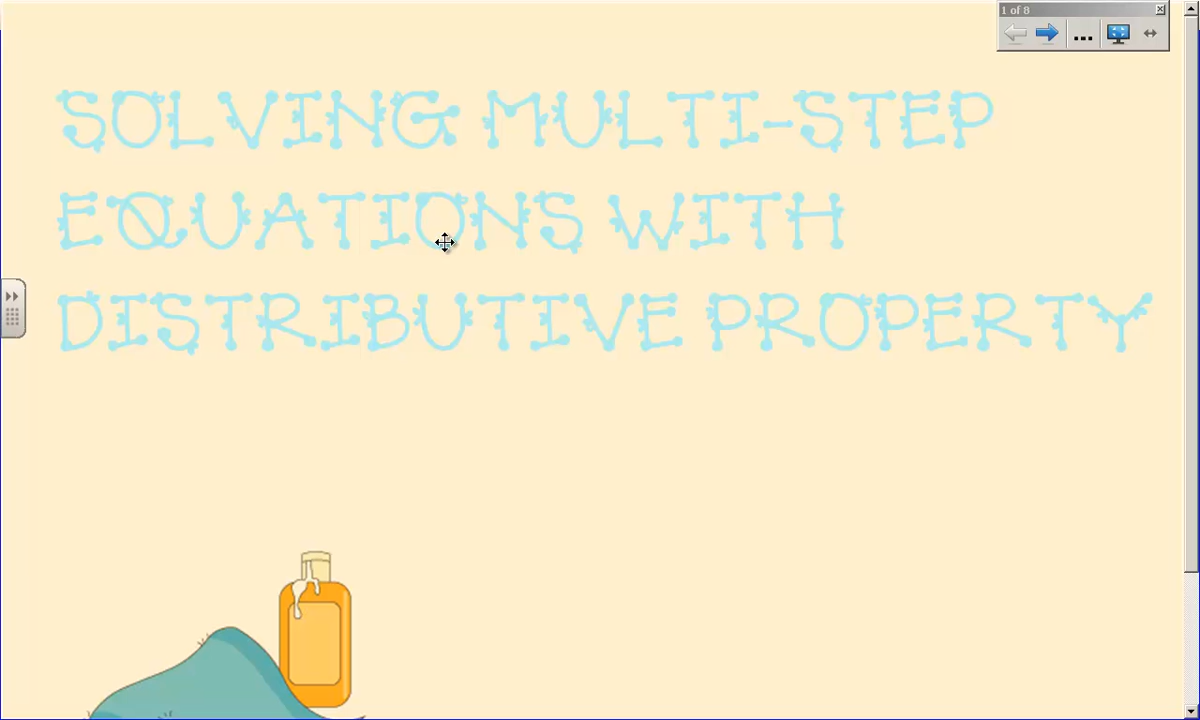 1 of 8
SOLVING MULTI-STEP
EQUATIONS WITH
DISTRIBUTIVE PROPERTY